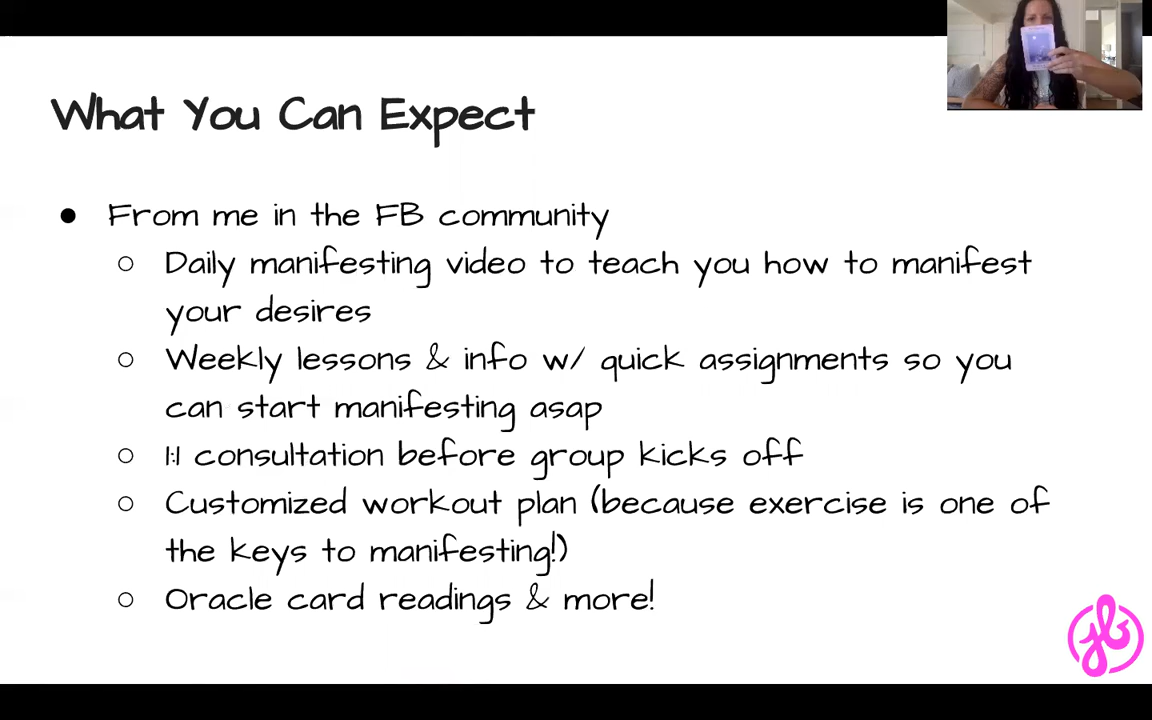 What You Can Expect
● From me in the FB community
○ Daily manifesting video to teach you how to manifest
your desires
○ Weekly lessons & info w/ quick assignments so you
can start manifesting asap
○ 1:1 consultation before group kicks off
○ Customized workout plan (because exercise is one of
the keys to manifesting!)
○ Oracle card readings & more!